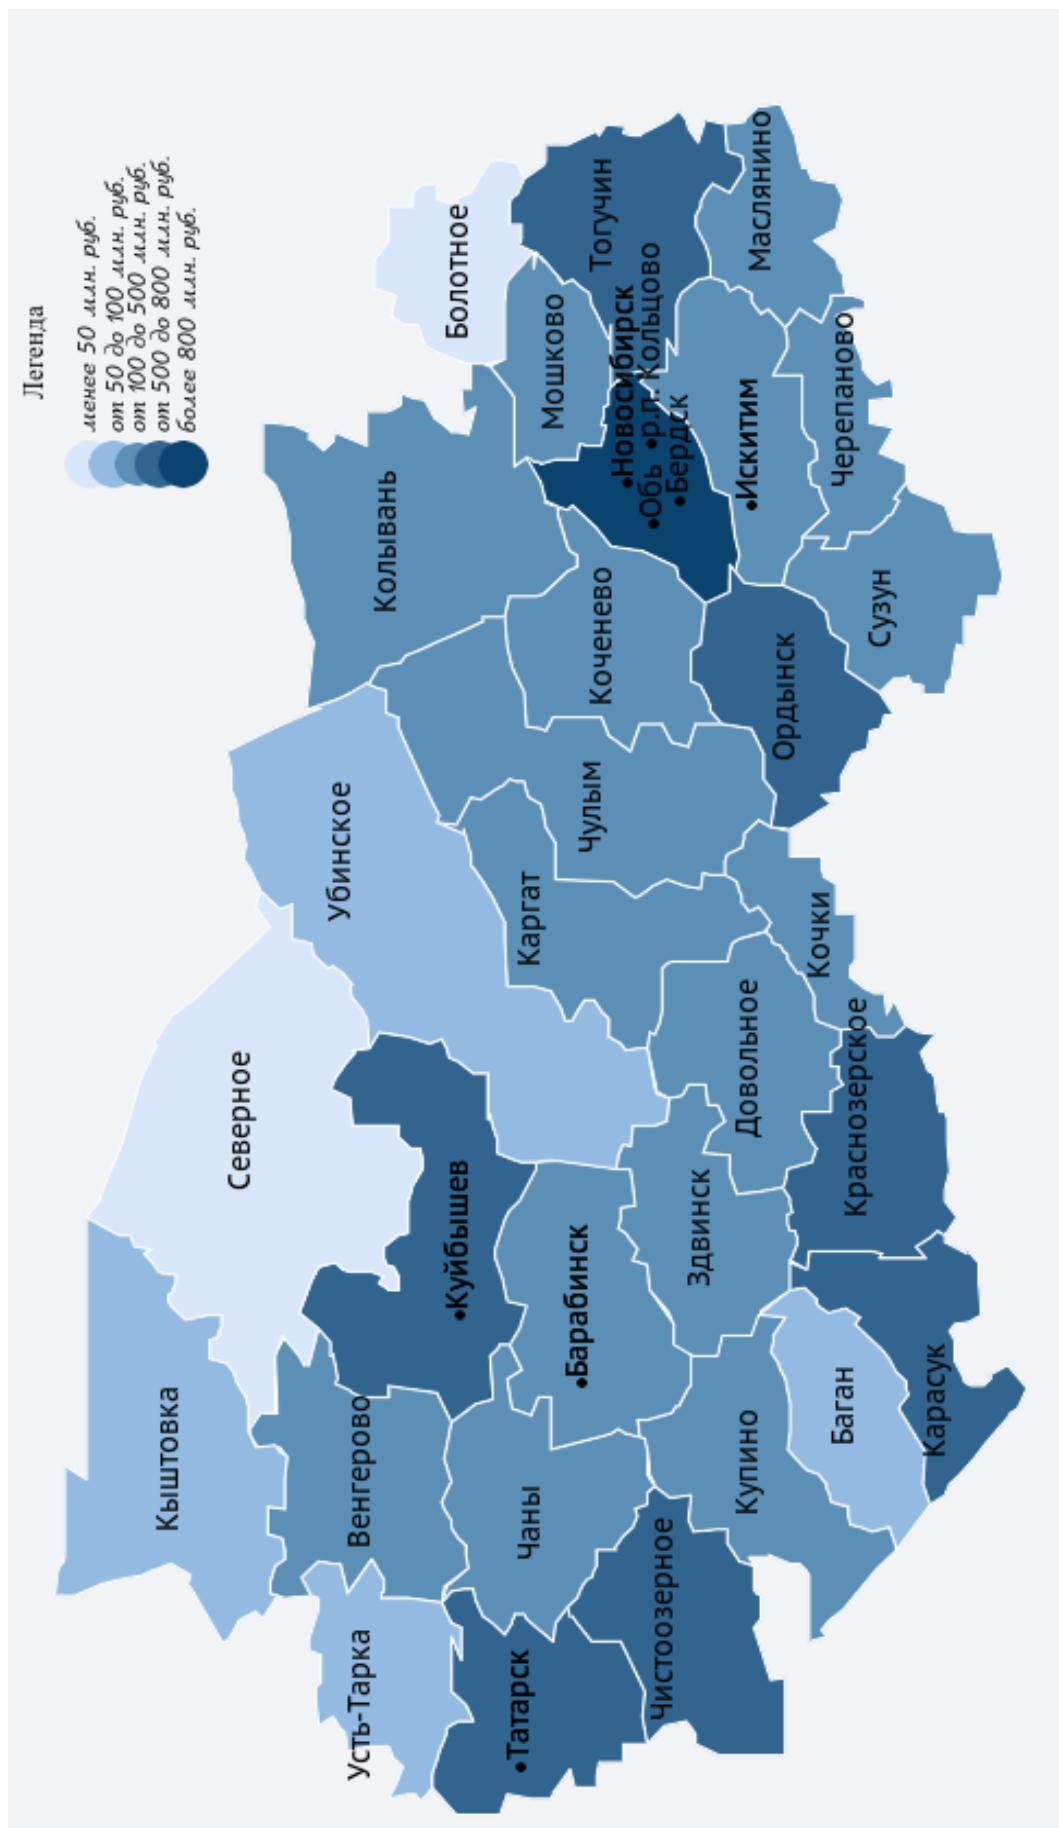 Легенда
менее 50 млн. руб.
от 50 до 100 млн. руб.
от 100 до 500 млн. руб.
от 500 до 800 млн. руб.
более 800 млн. руб.
Кыштовка
Северное
Убинское
Колывань
Болотное
Усть-Тарка
Венгерово
•Куйбышев
Каргат
Чулым
Коченево
Мошково
Тогучин
•Татарск
Чаны
•Барабинск
•Новосибирск
•Обь
•р.п. Кольцово
•Бердск
Чистоозерное
Купино
Здвинск
Довольное
Ордынск
•Искитим
Маслянино
Баган
Краснозерское
Кочки
Сузун
Черепаново
Карасук